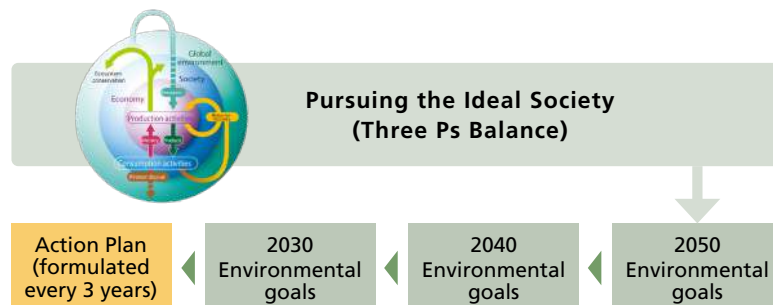 Global
environment
Ecosystem
conservation
Society
Economy
Production activities
Consumption activities
Pursuing the Ideal Society
(Three Ps Balance)
Action Plan
(formulated
every 3 years)
2030
Environmental
goals
2040
Environmental
goals
2050
Environmental
goals